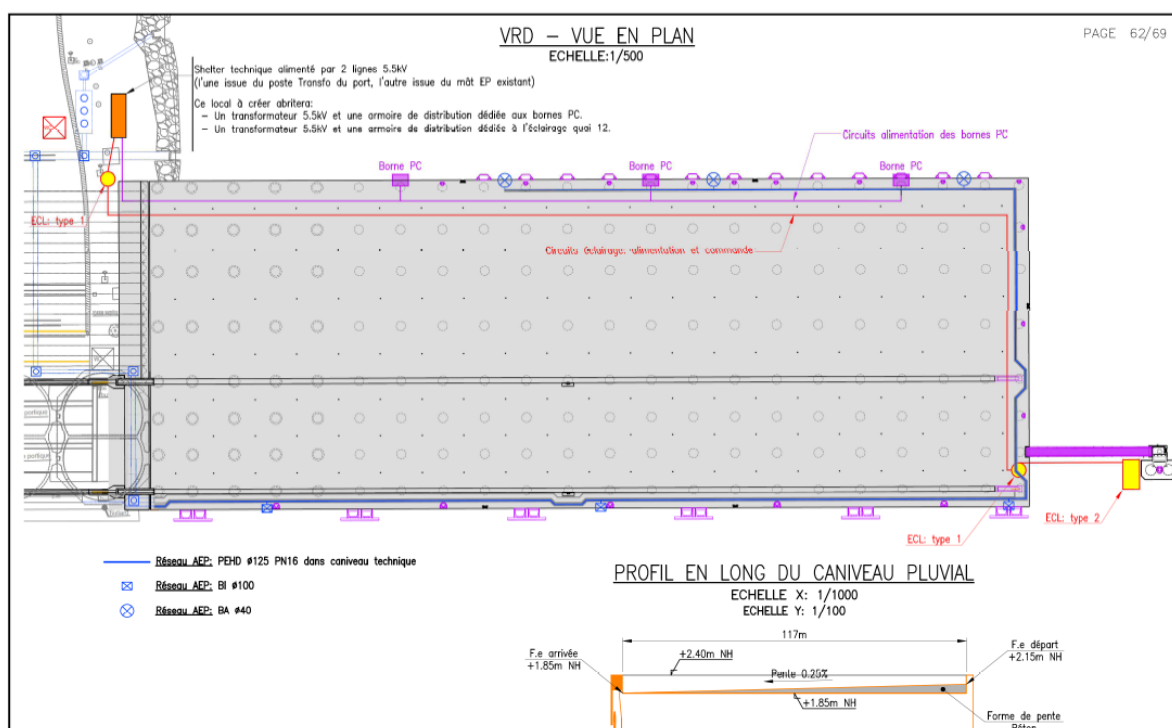 PAGE 62/69
VRD – VUE EN PLAN
ECHELLE:1/500
Shelter technique alimenté par 2 lignes 5.5kV
(l'une issue du poste Transfo du port, l'autre issue du mât EP existant)
Ce local à créer abritera:
– Un transformateur 5.5kV et une armoire de distribution dédiée aux bornes PC.
– Un transformateur 5.5kV et une armoire de distribution dédiée à l'éclairage quai 12.
Circuits alimentation des bornes PC
Borne PC
Borne PC
Borne PC
ECL: type 1
Circuits éclairage: alimentation et commande
portique
portique
ECL: type 2
ECL: type 1
Réseau AEP: PEHD ø125 PN16 dans caniveau technique
Réseau AEP: BI ø100
Réseau AEP: BA ø40
PROFIL EN LONG DU CANIVEAU PLUVIAL
ECHELLE X: 1/1000
ECHELLE Y: 1/100
117m
F.e arrivée
+1.85m NH
+2.40m NH
F.e départ
+2.15m NH
Pente 0.25%
+1.85m NH
Forme de pente
Béton